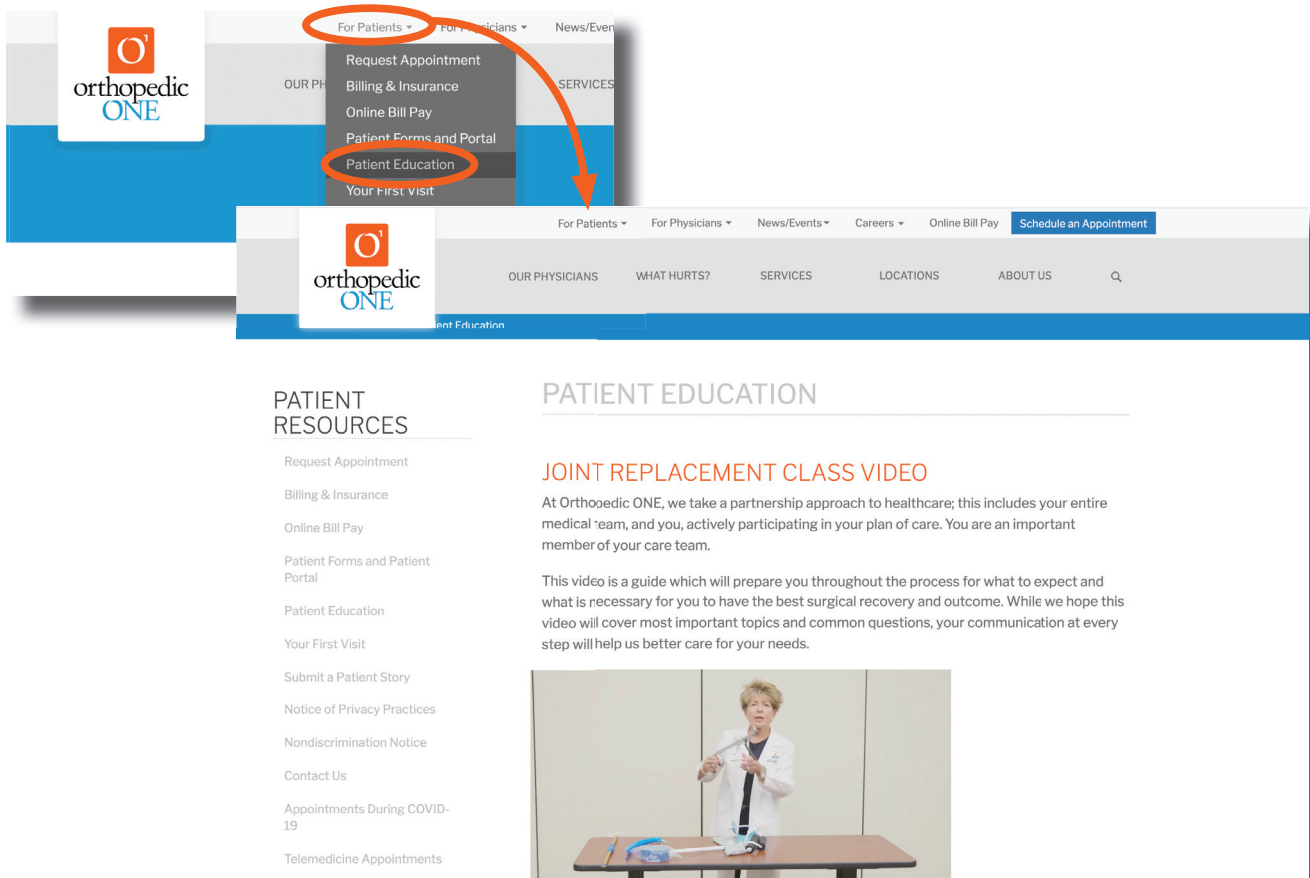 For Patients
For Physicians
News/Even
O1
orthopedic
ONE
OUR PH
SERVICES
Request Appointment
Billing & Insurance
Online Bill Pay
Patient Forms and Portal
Patient Education
Your First Visit
For Patients
For Physicians
News/Events
Careers
Online Bill Pay
Schedule an Appointment
O1
orthopedic
ONE
OUR PHYSICIANS
WHAT HURTS?
SERVICES
LOCATIONS
ABOUT US
ent Education
PATIENT
RESOURCES
Request Appointment
Billing & Insurance
Online Bill Pay
Patient Forms and Patient
Portal
Patient Education
Your First Visit
Submit a Patient Story
Notice of Privacy Practices
Nondiscrimination Notice
Contact Us
Appointments During COVID-
19
Telemedicine Appointments
PATIENT EDUCATION
JOINT REPLACEMENT CLASS VIDEO
At Orthopedic ONE, we take a partnership approach to healthcare; this includes your entire
medical team, and you, actively participating in your plan of care. You are an important
member of your care team.
This video is a guide which will prepare you throughout the process for what to expect and
what is necessary for you to have the best surgical recovery and outcome. While we hope this
video will cover most important topics and common questions, your communication at every
step will help us better care for your needs.